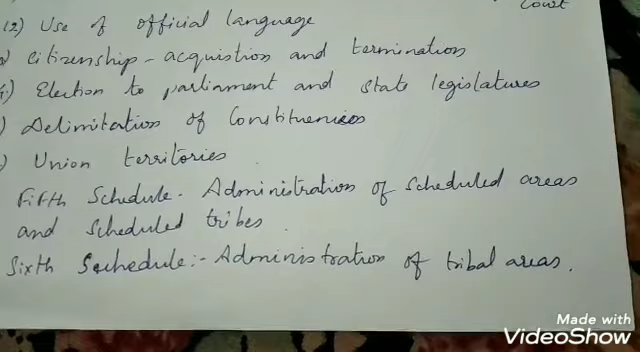 Court
12) Use of official language
) Citizenship - acquistion and termination
) Election to parliament and state legislatures
) Delimitation of Constituencies
) Union territories
Fifth Schedule - Administration of scheduled areas
and scheduled tribes
Sixth Schedule:- Administration of tribal areas.
Made with
VideoShow